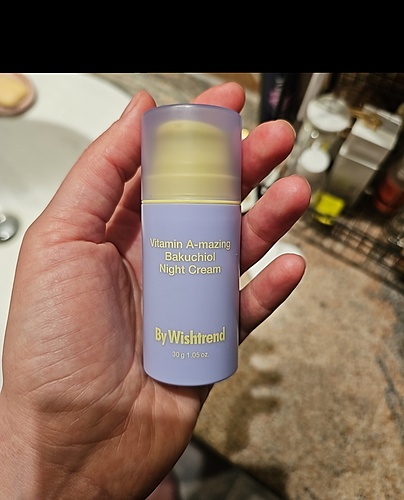 Vitamin A-mazing
Bakuchiol
Night Cream
By Wishtrend
30 g 1.05 oz.